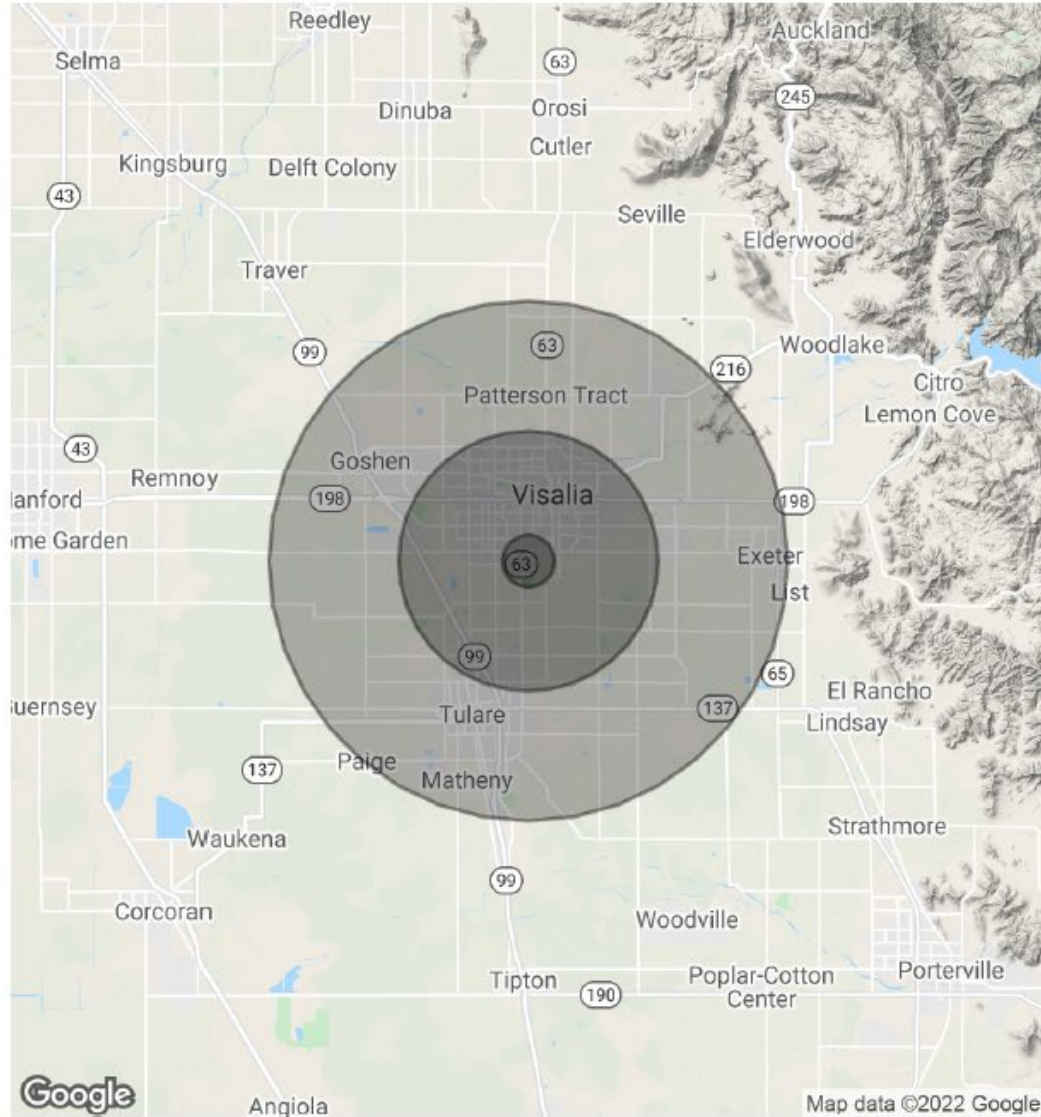 Reedley
Auckland
Selma
63
245
Dinuba
Orosi
Cutler
Kingsburg
Delft Colony
43
Seville
Elderwood
Traver
99
63
Woodlake
216
Citro
Patterson Tract
Lemon Cove
43
Goshen
Remnoy
Visalia
198
198
Hanford
ome Garden
Exeter
63
List
99
65
El Rancho
Guernsey
Tulare
137
Lindsay
Paige
137
Matheny
Strathmore
Waukena
99
Corcoran
Woodville
Porterville
Tipton
Poplar-Cotton
Center
190
Google
Angiola
Map data ©2022 Google